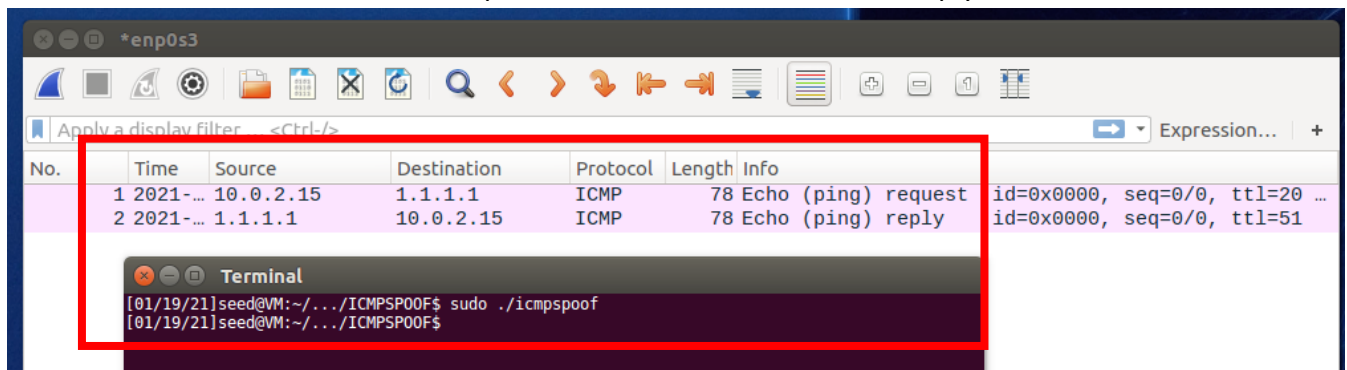 *enp0s3
Apply a display filter ... <Ctrl-/> Expression... +
No. Time Source Destination Protocol Length Info
1 2021-… 10.0.2.15 1.1.1.1 ICMP 78 Echo (ping) request id=0x0000, seq=0/0, ttl=20 …
2 2021-… 1.1.1.1 10.0.2.15 ICMP 78 Echo (ping) reply id=0x0000, seq=0/0, ttl=51
Terminal
[01/19/21]seed@VM:~/.../ICMPSPOOF$ sudo ./icmpspoof
[01/19/21]seed@VM:~/.../ICMPSPOOF$